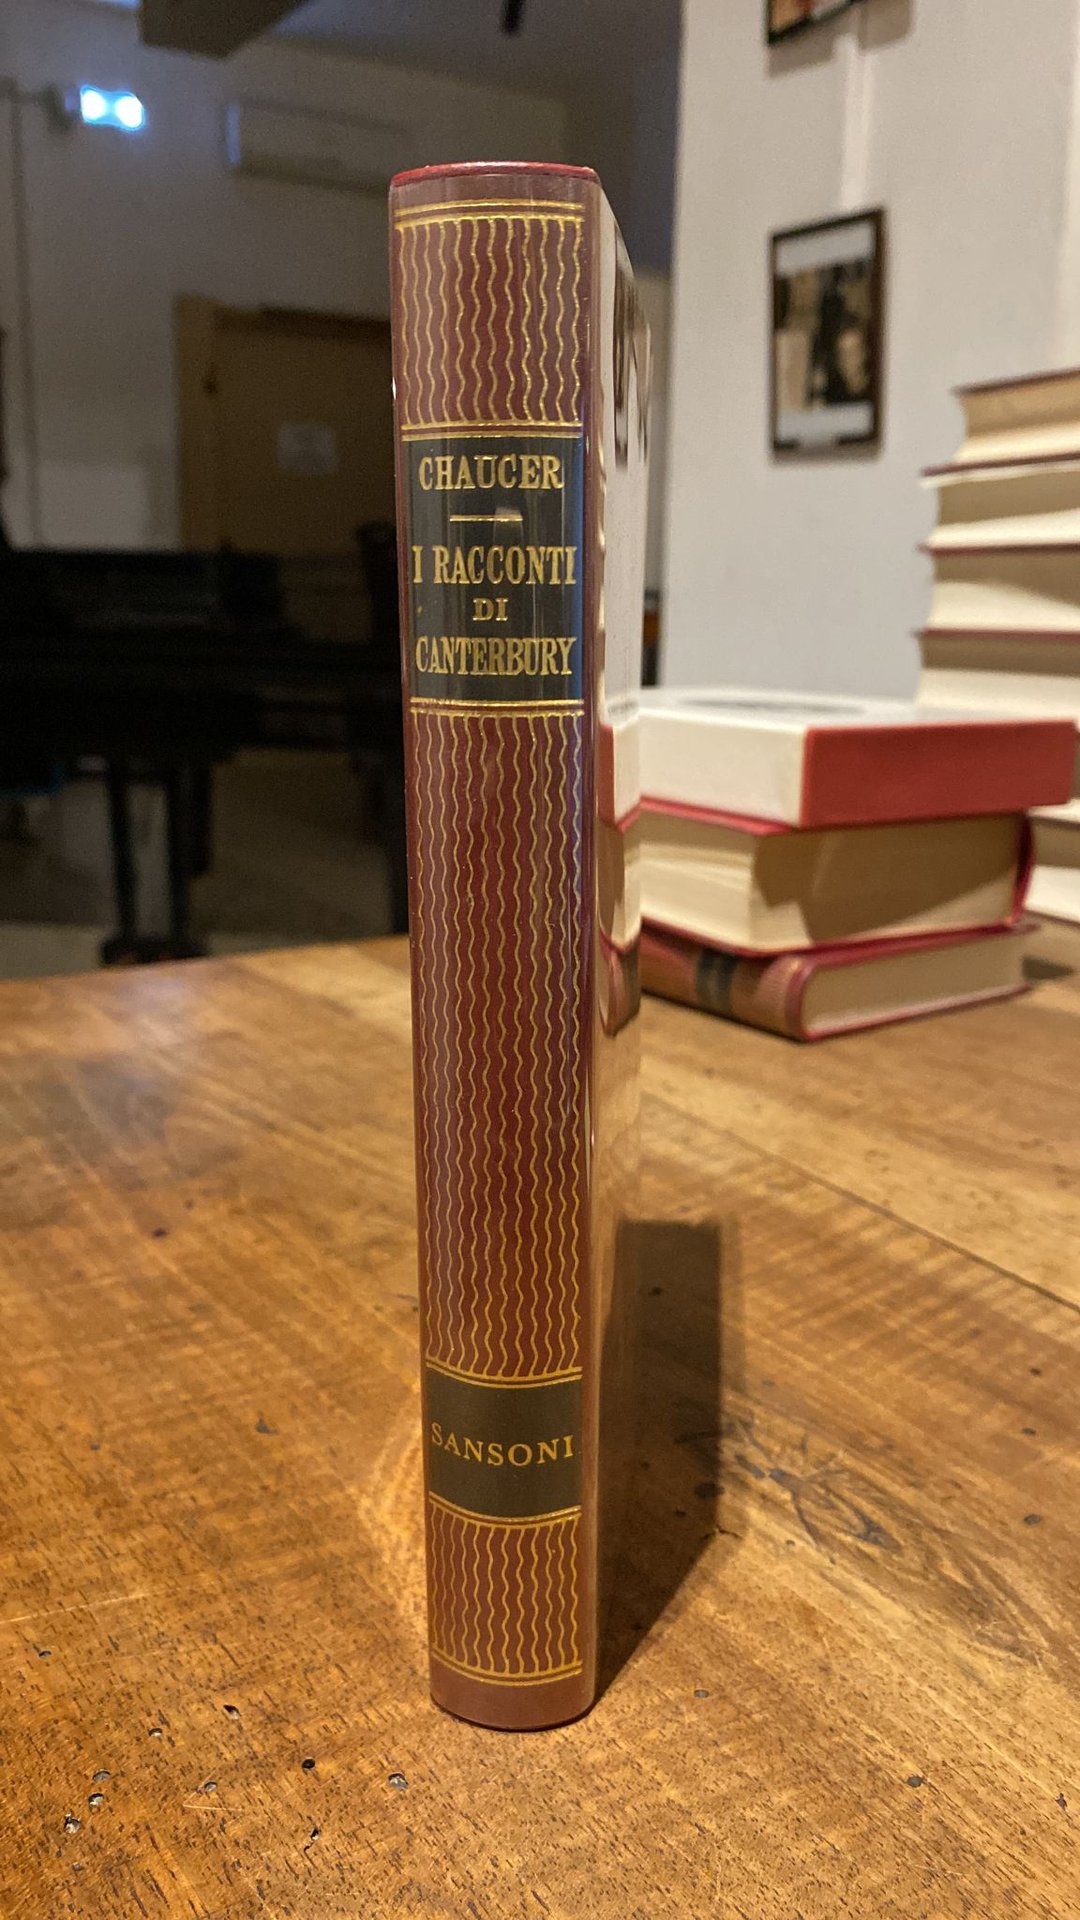 CHAUCER
I RACCONTI
DI
CANTERBURY
SANSONI